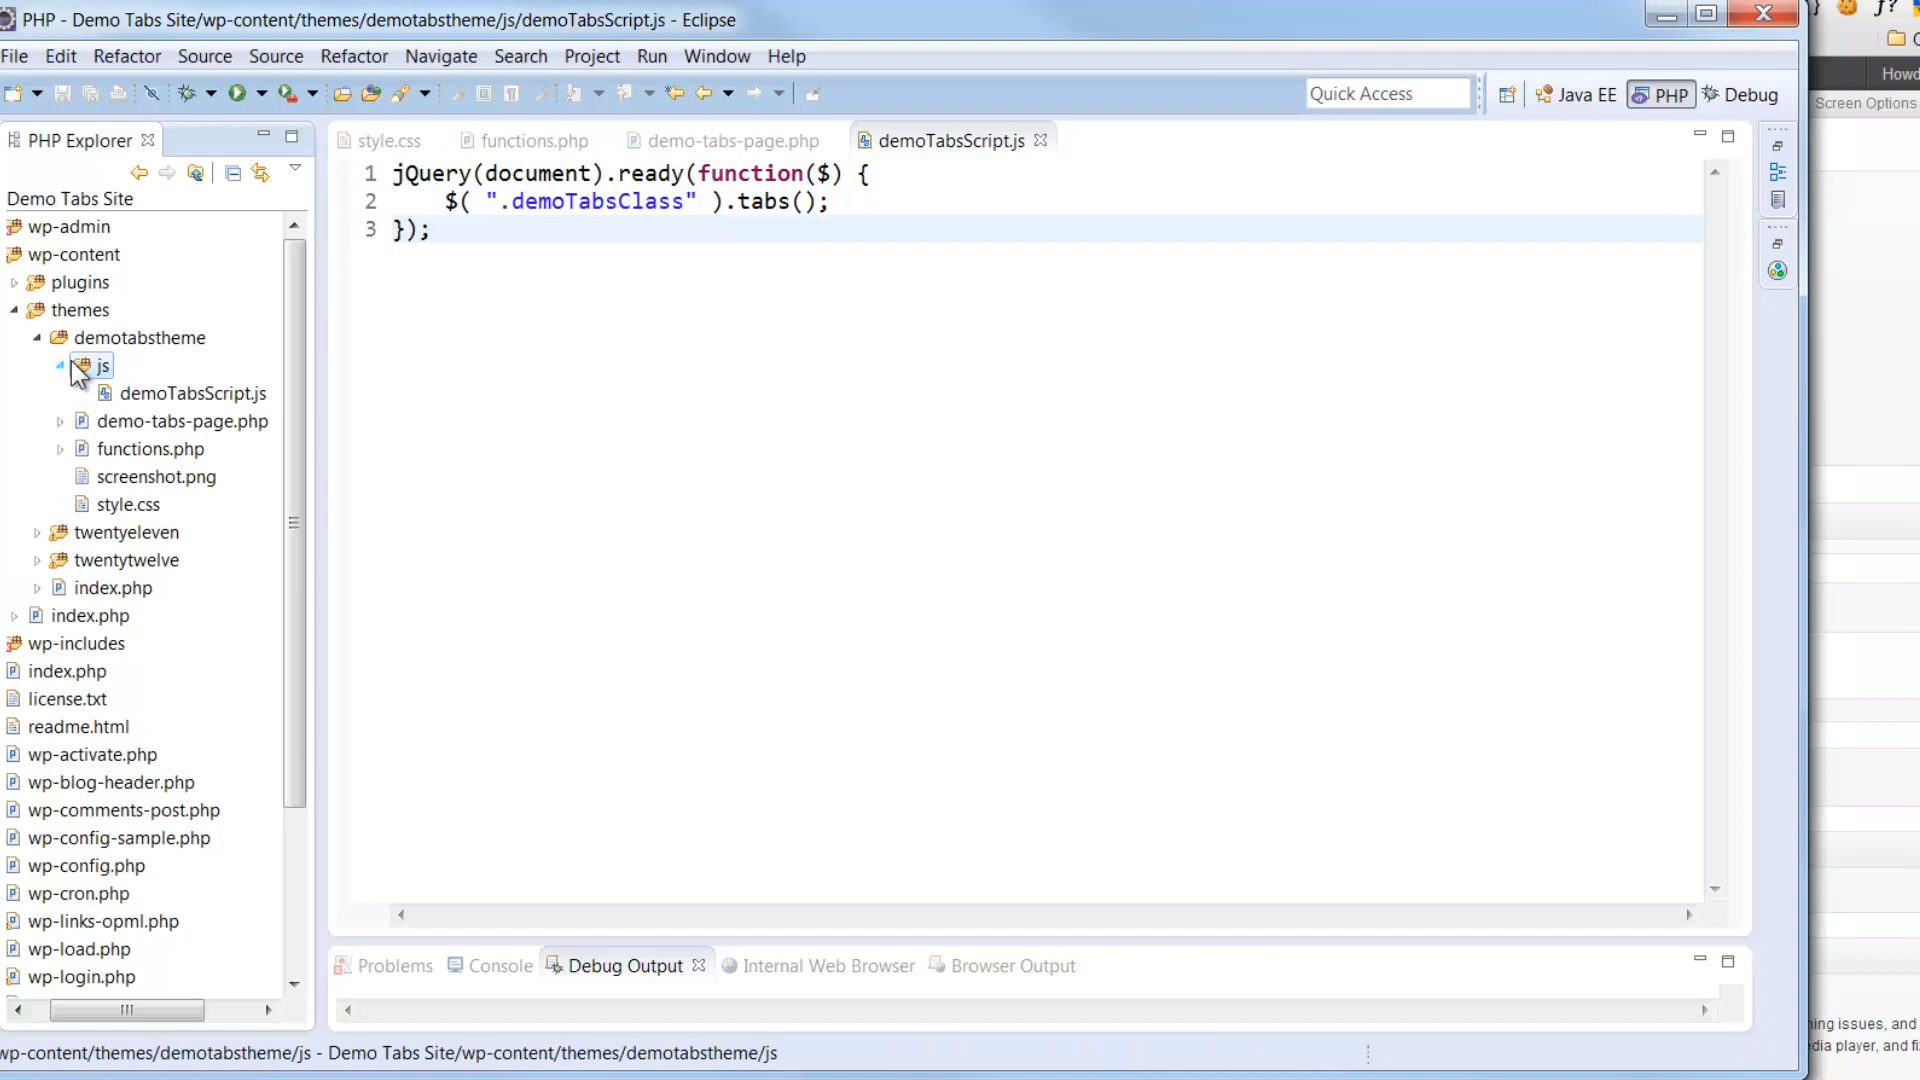 PHP - Demo Tabs Site/wp-content/themes/demotabstheme/js/demoTabsScript.js - Eclipse
File Edit Refactor Source Source Refactor Navigate Search Project Run Window Help
Howd
Quick Access
Java EE
PHP
Debug
Screen Options
PHP Explorer
style.css
functions.php
demo-tabs-page.php
demoTabsScript.js
Demo Tabs Site
wp-admin
wp-content
plugins
themes
demotabstheme
js
demoTabsScript.js
demo-tabs-page.php
functions.php
screenshot.png
style.css
twentyeleven
twentytwelve
index.php
index.php
wp-includes
index.php
license.txt
readme.html
wp-activate.php
wp-blog-header.php
wp-comments-post.php
wp-config-sample.php
wp-config.php
wp-cron.php
wp-links-opml.php
wp-load.php
wp-login.php
1 jQuery(document).ready(function($) {
2 $( ".demoTabsClass" ).tabs();
3 });
Problems
Console
Debug Output
Internal Web Browser
Browser Output
ning issues, and
dia player, and fi
wp-content/themes/demotabstheme/js - Demo Tabs Site/wp-content/themes/demotabstheme/js